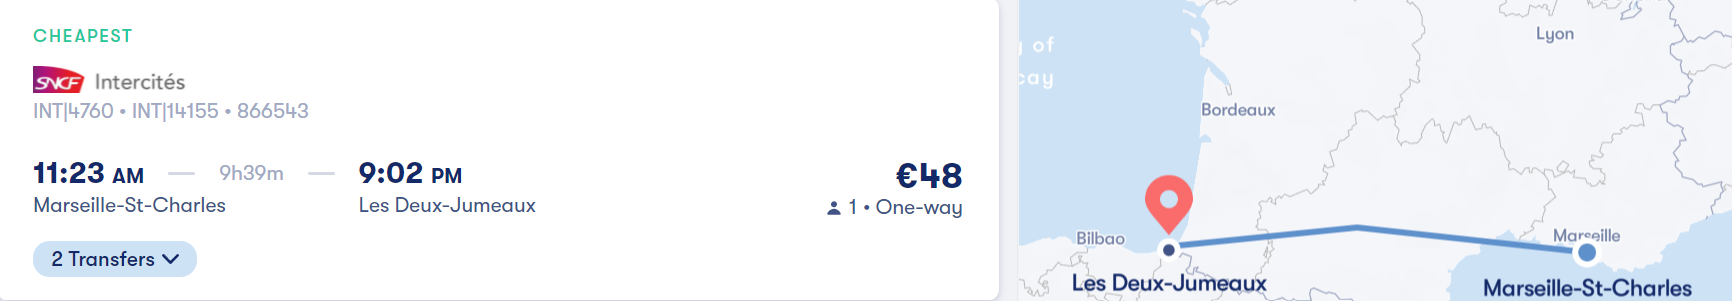 CHEAPEST
SNCF Intercités
INT|4760 • INT|14155 • 866543
11:23 AM — 9h39m — 9:02 PM
Marseille-St-Charles Les Deux-Jumeaux
€48
1 • One-way
2 Transfers
of
cay
Lyon
Bordeaux
Bilbao
Marseille
Les Deux-Jumeaux
Marseille-St-Charles